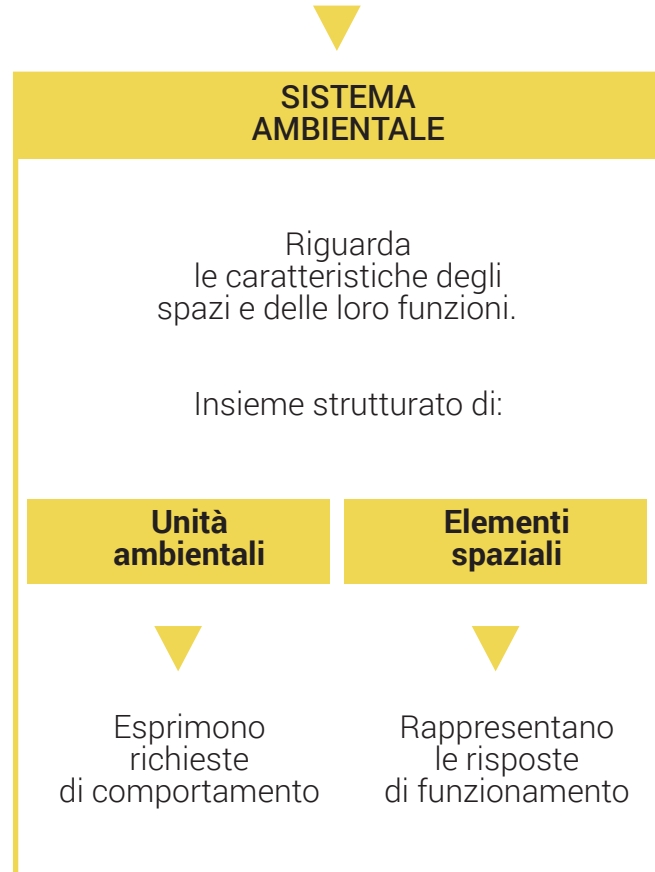 SISTEMA
AMBIENTALE
Riguarda
le caratteristiche degli
spazi e delle loro funzioni.
Insieme strutturato di:
Unità
ambientali
Elementi
spaziali
Esprimono
richieste
di comportamento
Rappresentano
le risposte
di funzionamento